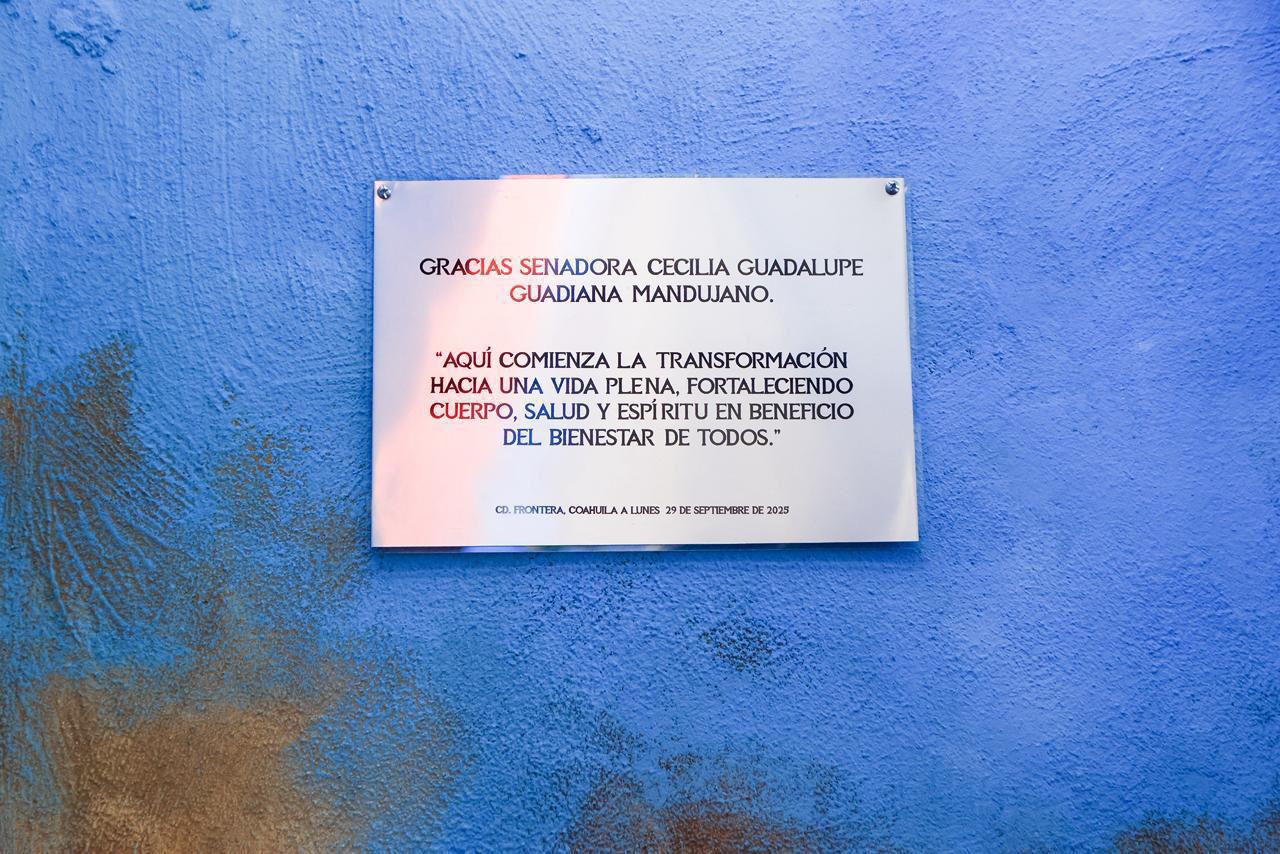 GRACIAS SENADORA CECILIA GUADALUPE
GUADIANA MANDUJANO.
“AQUÍ COMIENZA LA TRANSFORMACIÓN
HACIA UNA VIDA PLENA, FORTALECIENDO
CUERPO, SALUD Y ESPÍRITU EN BENEFICIO
DEL BIENESTAR DE TODOS.”
CD. FRONTERA, COAHUILA A LUNES 29 DE SEPTIEMBRE DE 2025